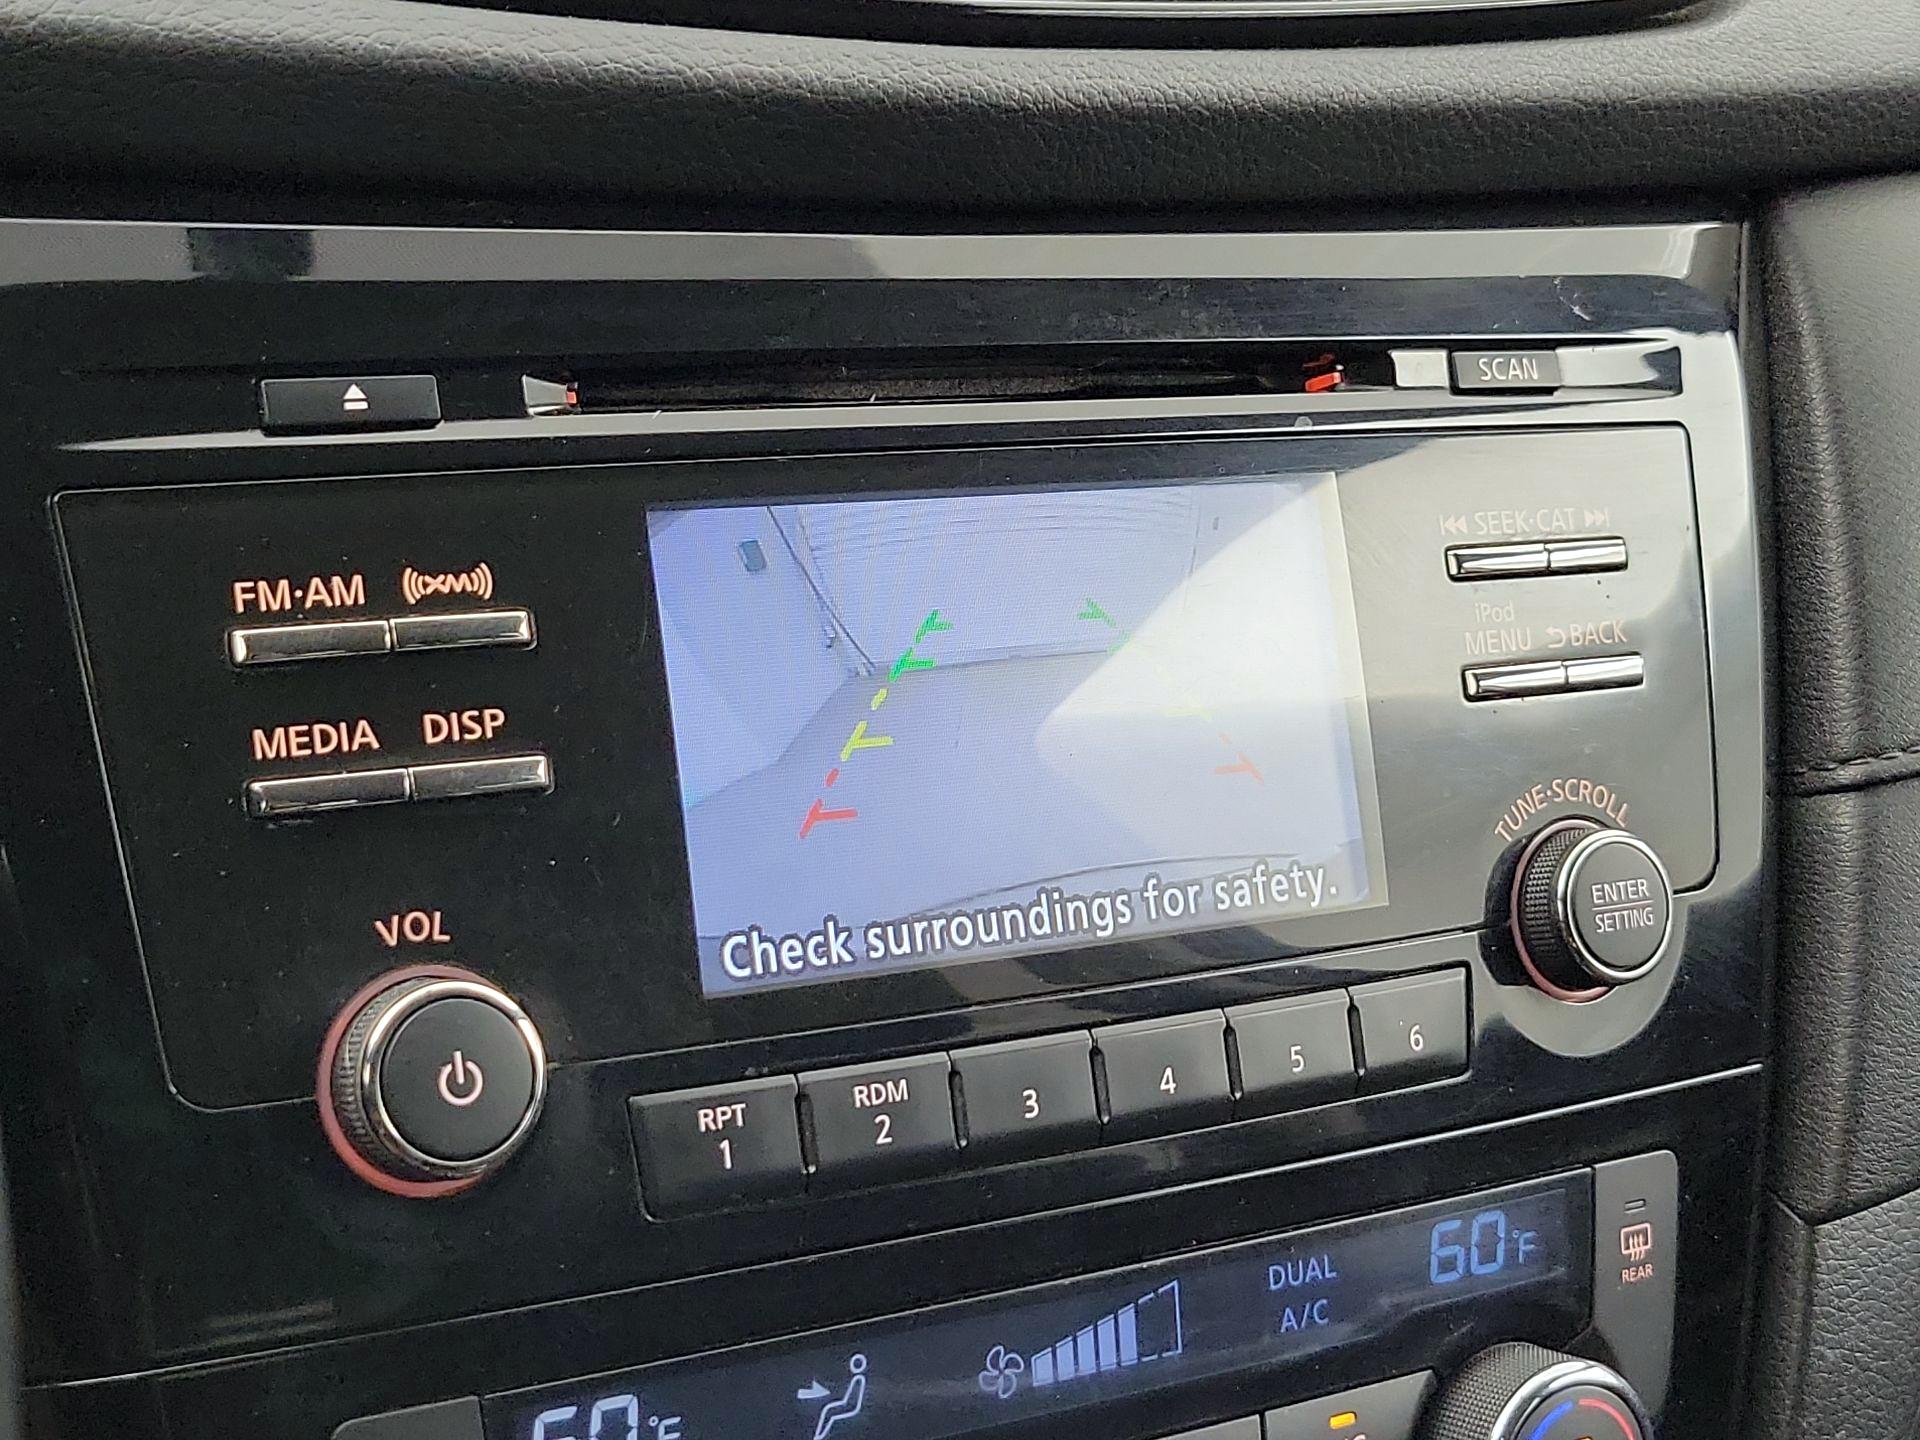 SCAN
SEEK·CAT
FM·AM
((XM))
iPod
MENU
BACK
MEDIA
DISP
TUNE·SCROLL
ENTER
SETTING
VOL
Check surroundings for safety.
RPT
1
RDM
2
3
4
5
6
60°F
DUAL
A/C
REAR
60°F